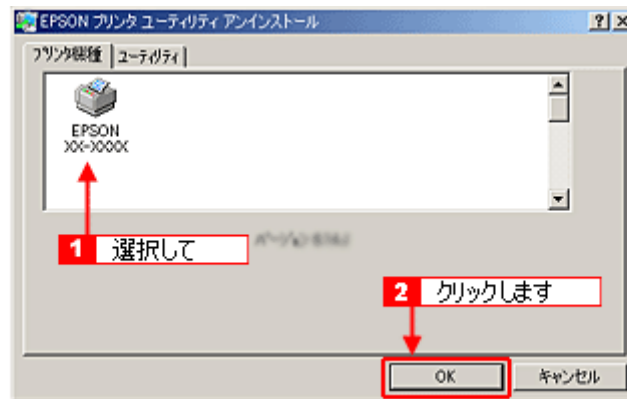 EPSON プリンタ ユーティリティ アンインストール
プリンタ機種 ユーティリティ
EPSON
XX-XXXX
1 選択して
2 クリックします
OK キャンセル